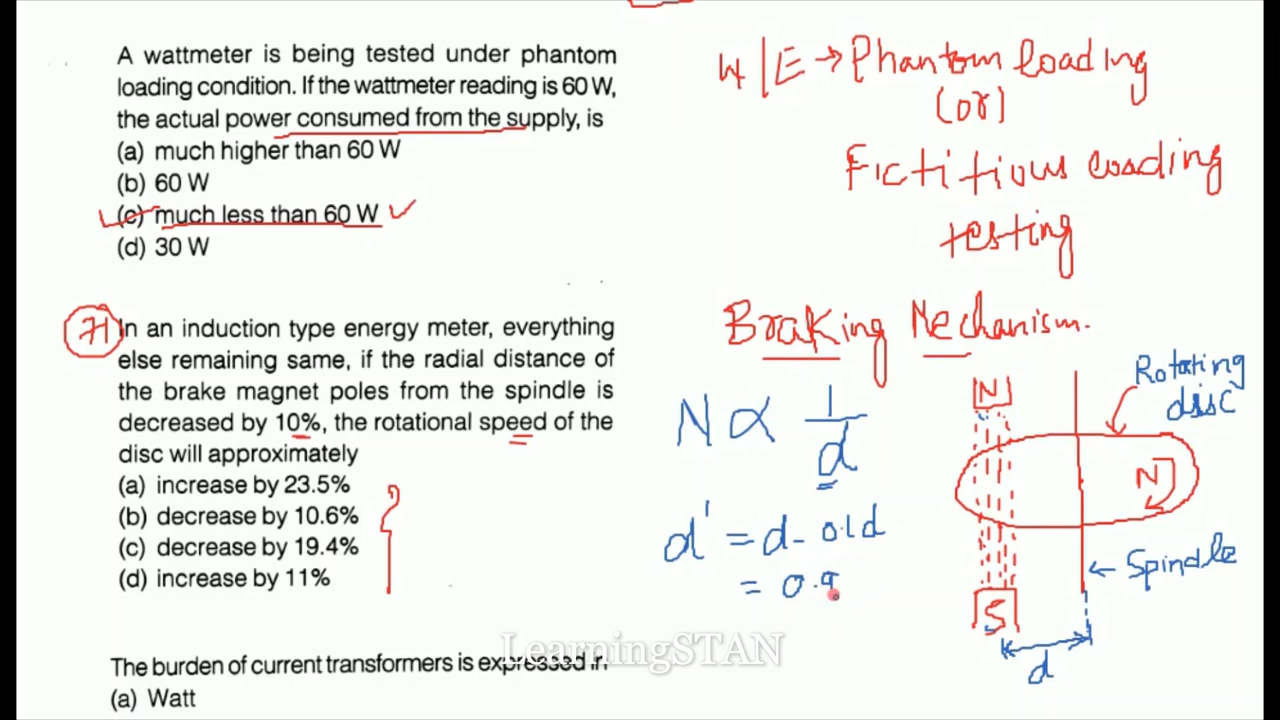 A wattmeter is being tested under phantom
loading condition. If the wattmeter reading is 60 W,
the actual power consumed from the supply, is
(a) much higher than 60 W
(b) 60 W
(c) much less than 60 W
(d) 30 W
71
In an induction type energy meter, everything
else remaining same, if the radial distance of
the brake magnet poles from the spindle is
decreased by 10%, the rotational speed of the
disc will approximately
(a) increase by 23.5%
(b) decrease by 10.6%
(c) decrease by 19.4%
(d) increase by 11%
The burden of current transformers is expressed in
(a) Watt
W/E → Phantom loading
(or)
Fictitious loading
testing
Braking Mechanism.
N ∝ 1/d
d' = d - 0.1d
= 0.9
N
Rotating
disc
N
← Spindle
S
d
LearningSTAN